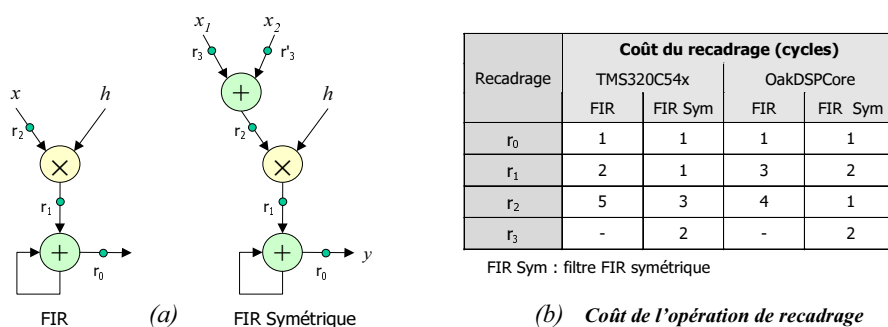 x1 x2
r3 r'3
+
x h r2 h
r2
× ×
r1 r1
+ r0 + r0 y
FIR (a) FIR Symétrique
Recadrage Coût du recadrage (cycles)
TMS320C54x OakDSPCore
FIR FIR Sym FIR FIR Sym
r0 1 1 1 1
r1 2 1 3 2
r2 5 3 4 1
r3 - 2 - 2
FIR Sym : filtre FIR symétrique
(b) Coût de l'opération de recadrage